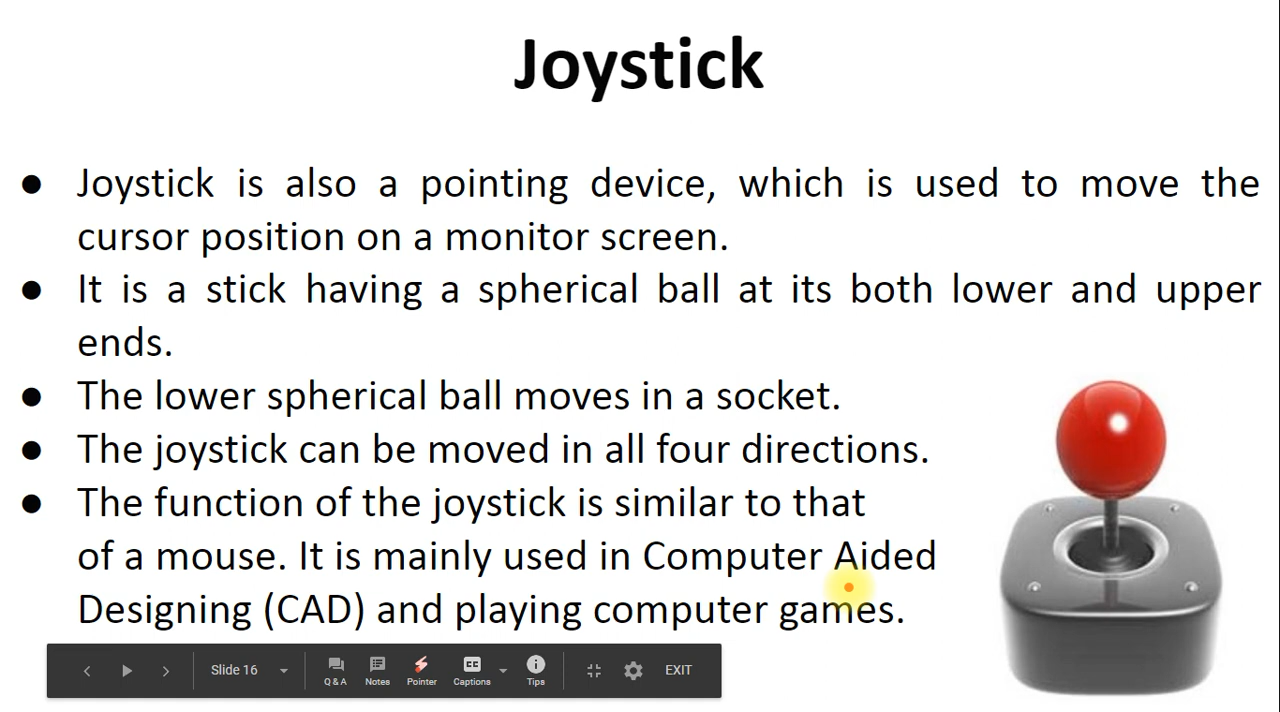 Joystick
● Joystick is also a pointing device, which is used to move the
cursor position on a monitor screen.
● It is a stick having a spherical ball at its both lower and upper
ends.
● The lower spherical ball moves in a socket.
● The joystick can be moved in all four directions.
● The function of the joystick is similar to that
of a mouse. It is mainly used in Computer Aided
Designing (CAD) and playing computer games.
Slide 16
Q & A
Notes
Pointer
CC
Captions
Tips
EXIT